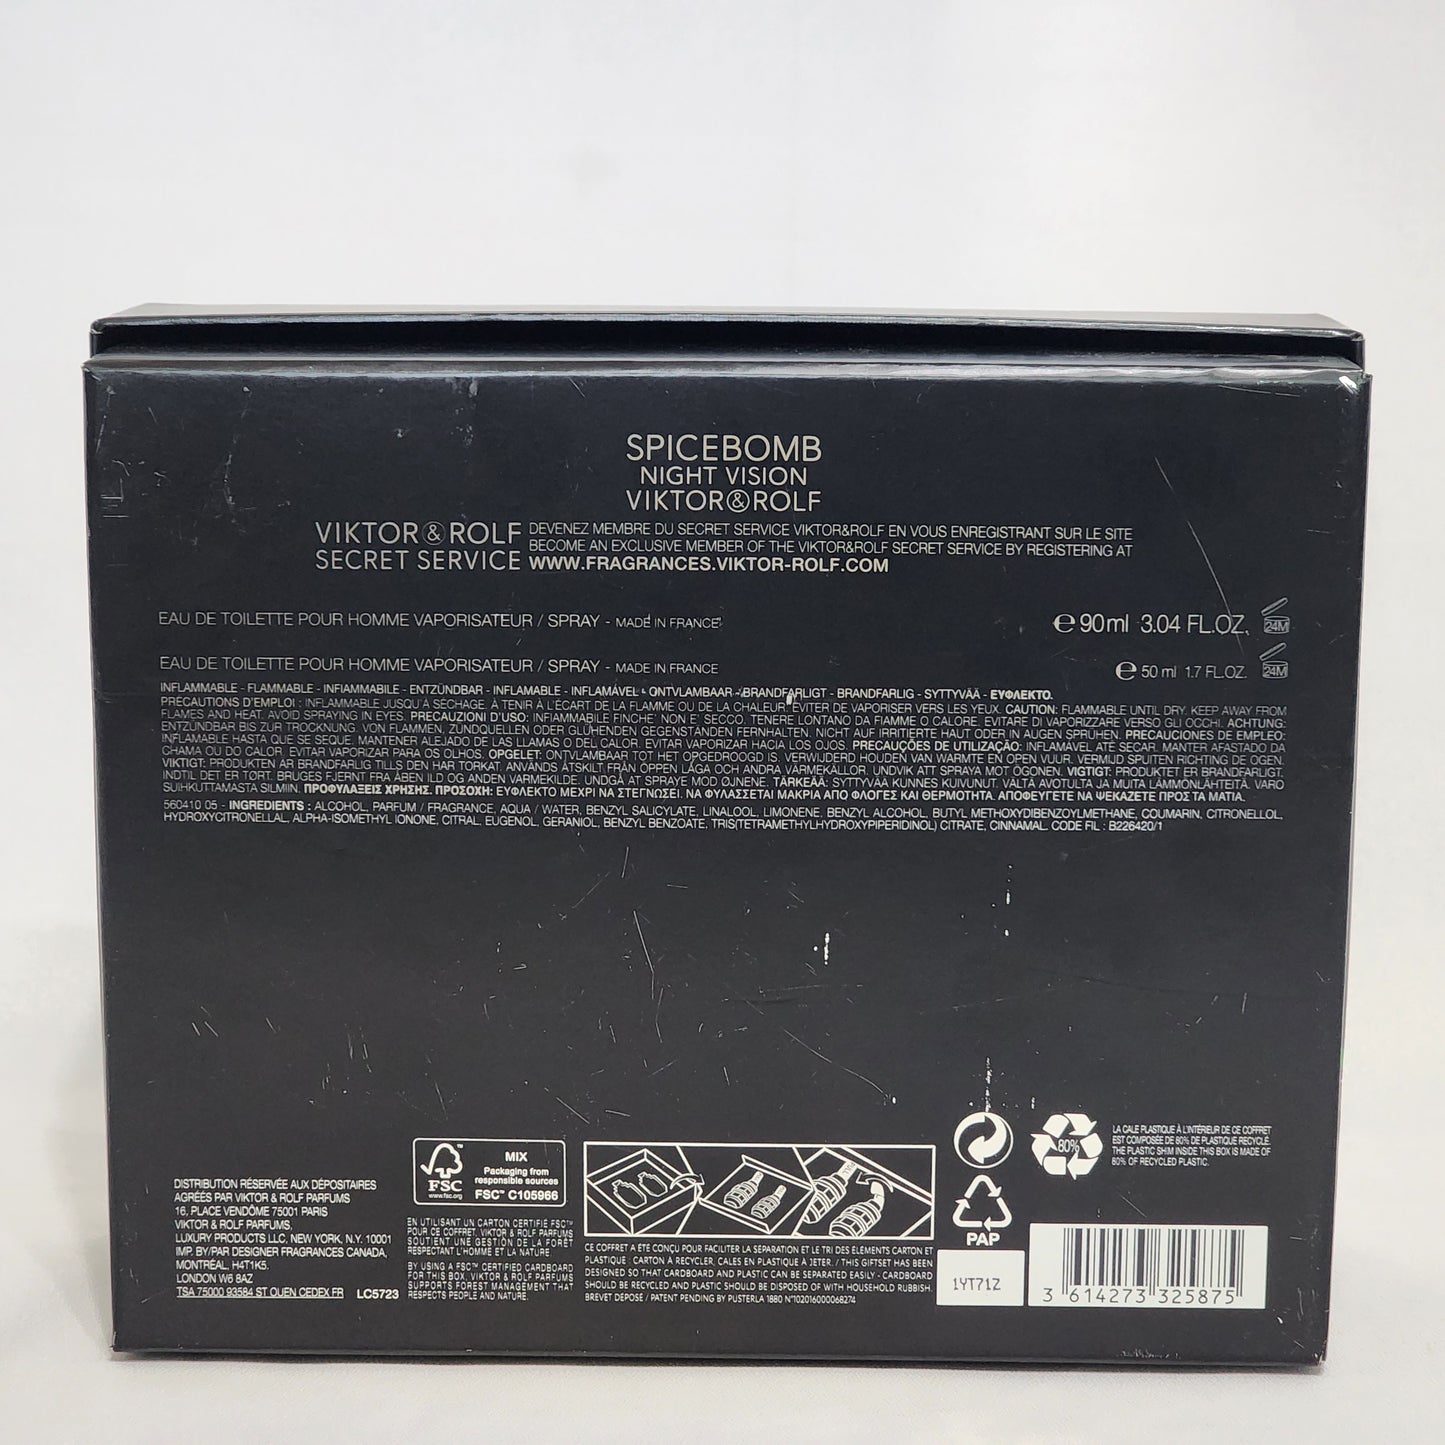 SPICEBOMB
NIGHT VISION
VIKTOR&ROLF
VIKTOR&ROLF
SECRET SERVICE
DEVENEZ MEMBRE DU SECRET SERVICE VIKTOR&ROLF EN VOUS ENREGISTRANT SUR LE SITE
BECOME AN EXCLUSIVE MEMBER OF THE VIKTOR&ROLF SECRET SERVICE BY REGISTERING AT
WWW.FRAGRANCES.VIKTOR-ROLF.COM
EAU DE TOILETTE POUR HOMME VAPORISATEUR / SPRAY - MADE IN FRANCE
℮ 90 ml 3.04 FL.OZ. 24M
EAU DE TOILETTE POUR HOMME VAPORISATEUR / SPRAY - MADE IN FRANCE
℮ 50 ml 1.7 FL.OZ. 24M
INFLAMMABLE - FLAMMABLE - INFIAMMABILE - ENTZÜNDBAR - INFLAMABLE - INFLAMÁVEL - ONTVLAMBAAR - BRANDFARLIGT - BRANDFARLIG - SYTTYVÄÄ - ΕΥΦΛΕΚΤΟ.
PRÉCAUTIONS D'EMPLOI : INFLAMMABLE JUSQU'À SÉCHAGE. À TENIR À L'ÉCART DE LA FLAMME OU DE LA CHALEUR. ÉVITER DE VAPORISER VERS LES YEUX. CAUTION: FLAMMABLE UNTIL DRY. KEEP AWAY FROM
FLAMES AND HEAT. AVOID SPRAYING IN EYES. PRECAUZIONI D'USO: INFIAMMABILE FINCHE' NON E' SECCO. TENERE LONTANO DA FIAMME O CALORE. EVITARE DI VAPORIZZARE VERSO GLI OCCHI. ACHTUNG:
ENTZÜNDBAR BIS ZUR TROCKNUNG. VON FLAMMEN, ZÜNDQUELLEN ODER GLÜHENDEN GEGENSTÄNDEN FERNHALTEN. NICHT AUF IRRITIERTE HAUT ODER IN AUGEN SPRÜHEN. PRECAUCIONES DE EMPLEO:
INFLAMABLE HASTA QUE SE SEQUE. MANTENER ALEJADO DE LAS LLAMAS O DEL CALOR. EVITAR VAPORIZAR HACIA LOS OJOS. PRECAUÇÕES DE UTILIZAÇÃO: INFLAMÁVEL ATÉ SECAR. MANTER AFASTADO DA
CHAMA OU DO CALOR. EVITAR VAPORIZAR PARA OS OLHOS. OPGELET: ONTVLAMBAAR TOT HET OPGEDROOGD IS. VERWIJDERD HOUDEN VAN WARMTE EN OPEN VUUR. VERMIJD SPUITEN RICHTING DE OGEN.
VIKTIGT: PRODUKTEN ÄR BRANDFARLIG TILLS DEN HAR TORKAT. ANVÄNDS ÅTSKILT FRÅN ÖPPEN LÅGA OCH ANDRA VÄRMEKÄLLOR. UNDVIK ATT SPRAYA MOT ÖGONEN. VIGTIGT: PRODUKTET ER BRANDFARLIGT,
INDTIL DET ER TØRT. BRUGES FJERNT FRA ÅBEN ILD OG ANDEN VARMEKILDE. UNDGÅ AT SPRAYE MOD ØJNENE. TÄRKEÄÄ: SYTTYVÄÄ KUNNES KUIVUNUT. VÄLTÄ AVOTULTA JA MUITA LÄMMÖNLÄHTEITÄ. VARO
SUIHKUTTAMASTA SILMIIN. ΠΡΟΦΥΛΑΞΕΙΣ ΧΡΗΣΗΣ. ΠΡΟΣΟΧΗ: ΕΥΦΛΕΚΤΟ ΜΕΧΡΙ ΝΑ ΣΤΕΓΝΩΣΕΙ. ΝΑ ΦΥΛΑΣΣΕΤΑΙ ΜΑΚΡΙΑ ΑΠΟ ΦΛΟΓΕΣ ΚΑΙ ΘΕΡΜΟΤΗΤΑ. ΑΠΟΦΕΥΓΕΤΕ ΝΑ ΨΕΚΑΖΕΤΕ ΠΡΟΣ ΤΑ ΜΑΤΙΑ.
560410 05 - INGREDIENTS : ALCOHOL, PARFUM / FRAGRANCE, AQUA / WATER, BENZYL SALICYLATE, LINALOOL, LIMONENE, BENZYL ALCOHOL, BUTYL METHOXYDIBENZOYLMETHANE, COUMARIN, CITRONELLOL,
HYDROXYCITRONELLAL, ALPHA-ISOMETHYL IONONE, CITRAL, EUGENOL, GERANIOL, BENZYL BENZOATE, TRIS(TETRAMETHYLHYDROXYPIPERIDINOL) CITRATE, CINNAMAL. CODE FIL : B226420/1
DISTRIBUTION RÉSERVÉE AUX DÉPOSITAIRES
AGRÉÉS PAR VIKTOR & ROLF PARFUMS
16, PLACE VENDÔME 75001 PARIS
VIKTOR & ROLF PARFUMS,
LUXURY PRODUCTS LLC, NEW YORK, N.Y. 10001
IMP. BY/PAR DESIGNER FRAGRANCES CANADA,
MONTRÉAL, H4T1K5.
LONDON W6 8AZ
TSA 75000 93584 ST OUEN CEDEX FR LC5723
FSC™
www.fsc.org
MIX
Packaging from
responsible sources
FSC™ C105966
EN UTILISANT UN CARTON CERTIFIÉ FSC™
POUR CE COFFRET, VIKTOR & ROLF PARFUMS
SOUTIENT UNE GESTION DE LA FORÊT
RESPECTANT L'HOMME ET LA NATURE.
BY USING A FSC™ CERTIFIED CARDBOARD
FOR THIS BOX, VIKTOR & ROLF PARFUMS
SUPPORTS FOREST MANAGEMENT THAT
RESPECTS PEOPLE AND NATURE.
CE COFFRET A ÉTÉ CONÇU POUR FACILITER LA SÉPARATION ET LE TRI DES ÉLÉMENTS CARTON ET
PLASTIQUE : CARTON À RECYCLER, CALES EN PLASTIQUE À JETER. / THIS GIFTSET HAS BEEN
DESIGNED SO THAT CARDBOARD AND PLASTIC CAN BE SEPARATED EASILY - CARDBOARD
SHOULD BE RECYCLED AND PLASTIC SHOULD BE DISPOSED OF WITH HOUSEHOLD RUBBISH.
BREVET DÉPOSÉ / PATENT PENDING BY PUSTERLA 1880 N°102016000068274
80%
LA CALE PLASTIQUE À L'INTÉRIEUR DE CE COFFRET
EST COMPOSÉE DE 80% DE PLASTIQUE RECYCLÉ.
THE PLASTIC SHIM INSIDE THIS BOX IS MADE OF
80% OF RECYCLED PLASTIC.
PAP
1YT71Z
3 614273 325875